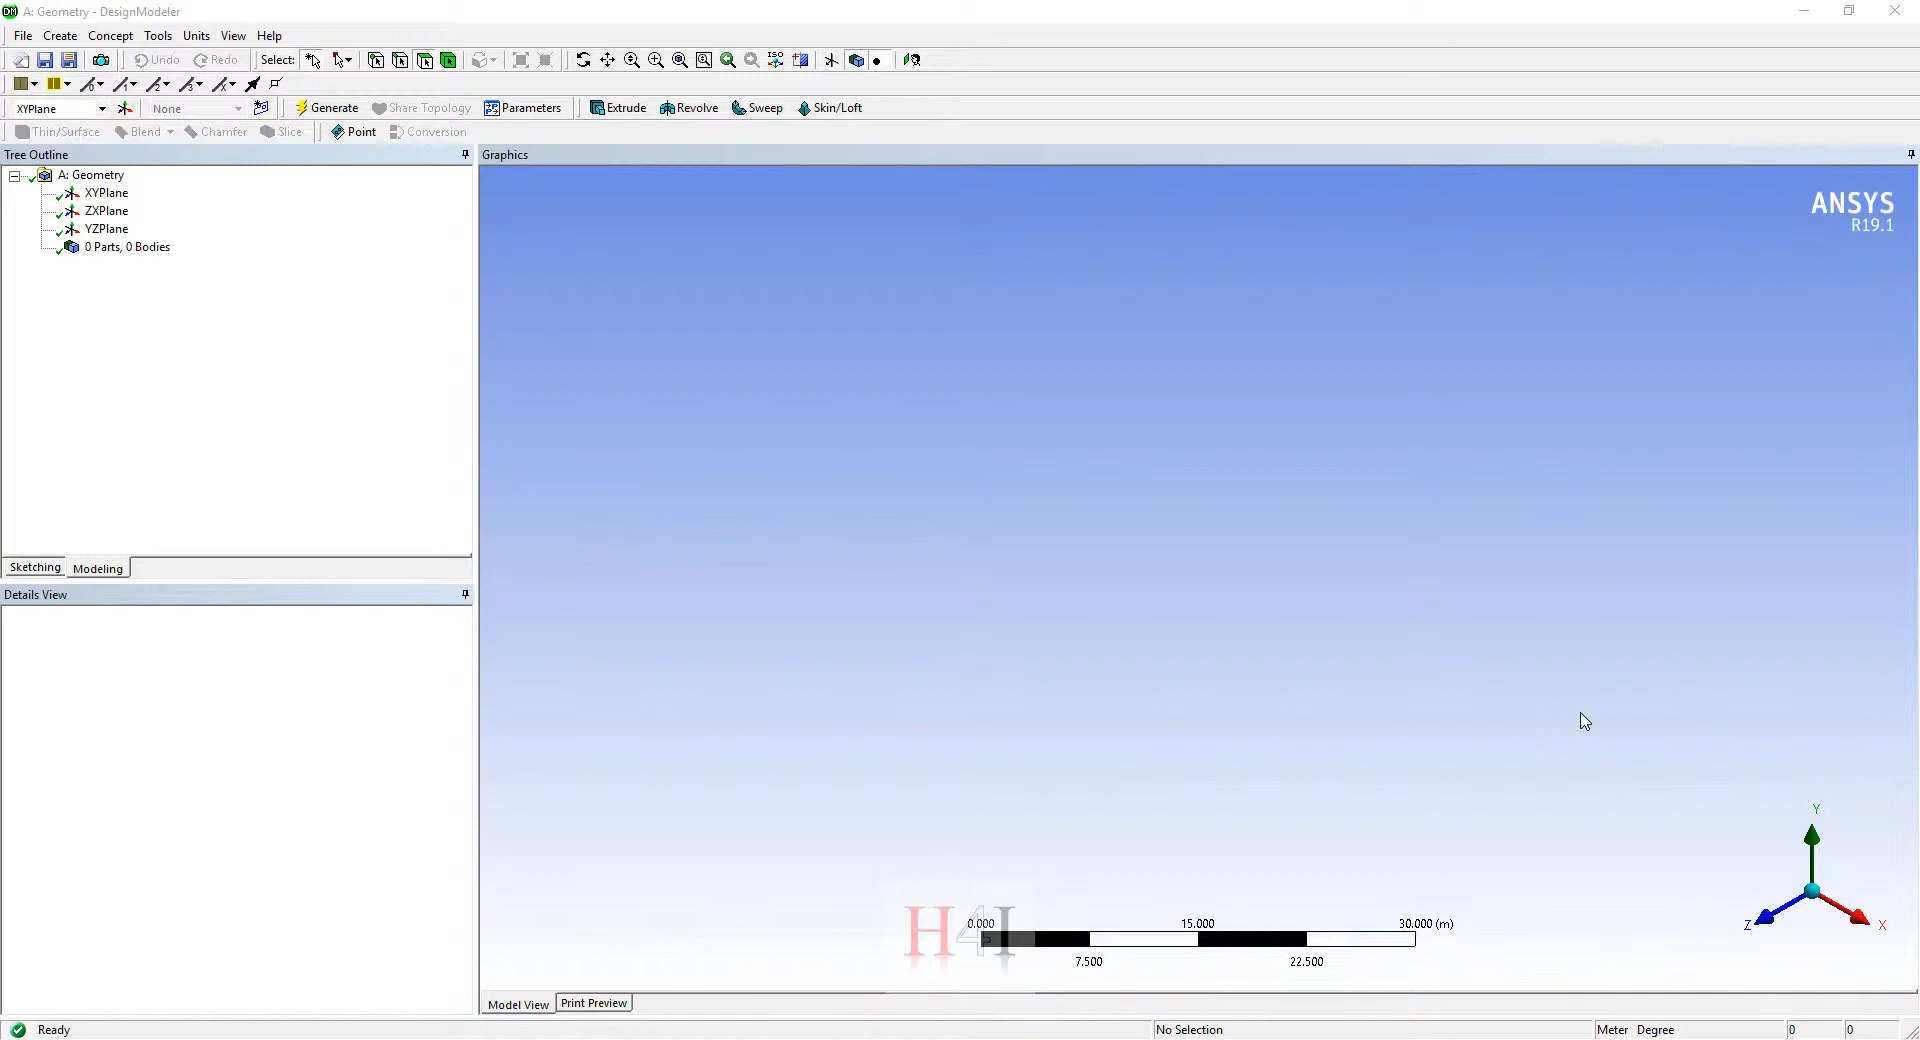 A: Geometry - DesignModeler
File Create Concept Tools Units View Help
Undo Redo Select: ISO
XYPlane None Generate Share Topology Parameters Extrude Revolve Sweep Skin/Loft
Thin/Surface Blend Chamfer Slice Point Conversion
Tree Outline
Graphics
A: Geometry
XYPlane
ZXPlane
YZPlane
0 Parts, 0 Bodies
ANSYS
R19.1
Sketching Modeling
Details View
Y
Z
X
H4I
0.000 15.000 30.000 (m)
7.500 22.500
Model View Print Preview
Ready No Selection Meter Degree 0 0